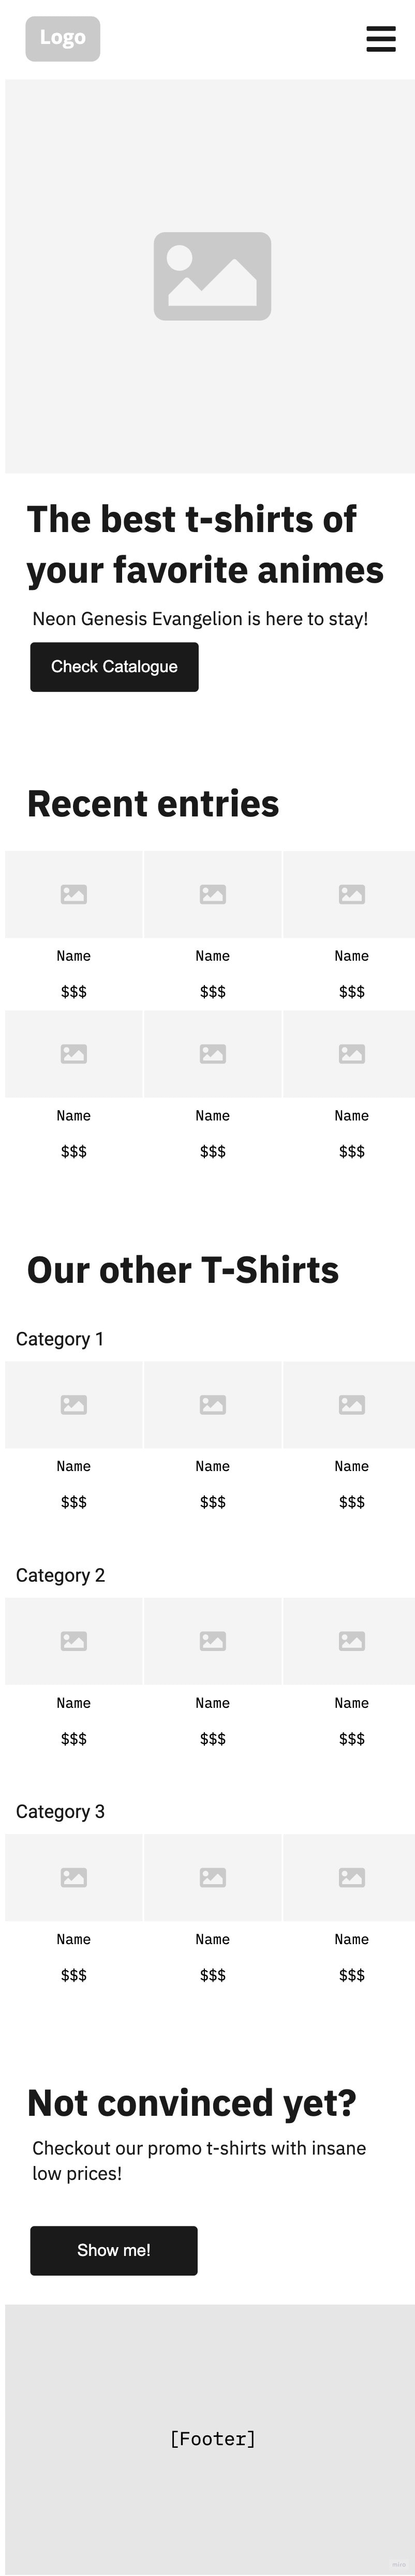 Logo
The best t-shirts of
your favorite animes
Neon Genesis Evangelion is here to stay!
Check Catalogue
Recent entries
Name Name Name
$$$ $$$ $$$
Name Name Name
$$$ $$$ $$$
Our other T-Shirts
Category 1
Name Name Name
$$$ $$$ $$$
Category 2
Name Name Name
$$$ $$$ $$$
Category 3
Name Name Name
$$$ $$$ $$$
Not convinced yet?
Checkout our promo t-shirts with insane
low prices!
Show me!
[Footer]